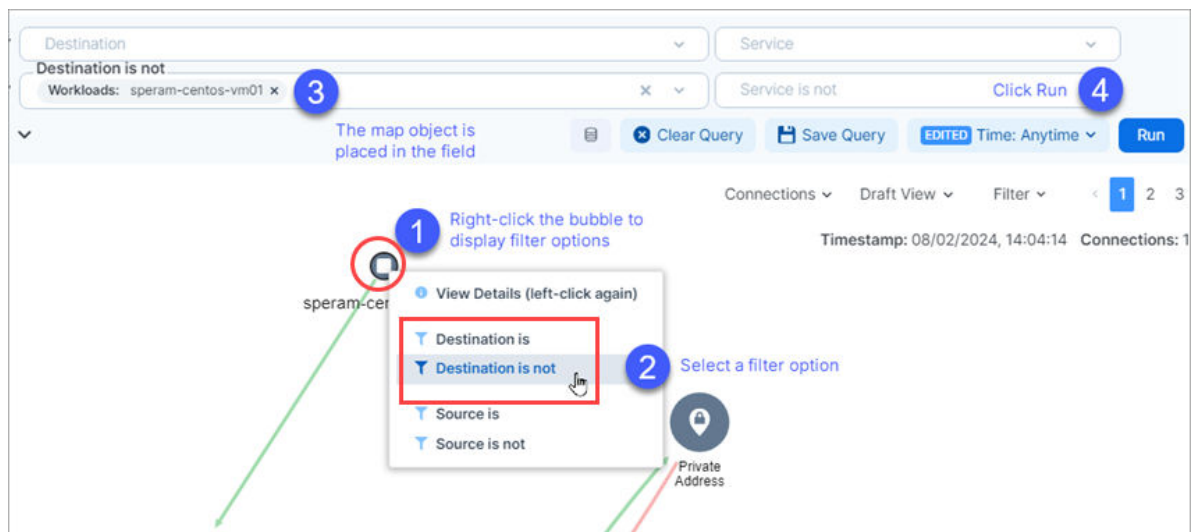 Destination
Service
Destination is not
Workloads: speram-centos-vm01 ×
3
Service is not
Click Run
4
The map object is
placed in the field
Clear Query
Save Query
EDITED Time: Anytime
Run
Connections
Draft View
Filter
1 2 3
1
Right-click the bubble to
display filter options
Timestamp: 08/02/2024, 14:04:14 Connections: 1
speram-cer
View Details (left-click again)
Destination is
Destination is not
2
Select a filter option
Source is
Source is not
Private
Address